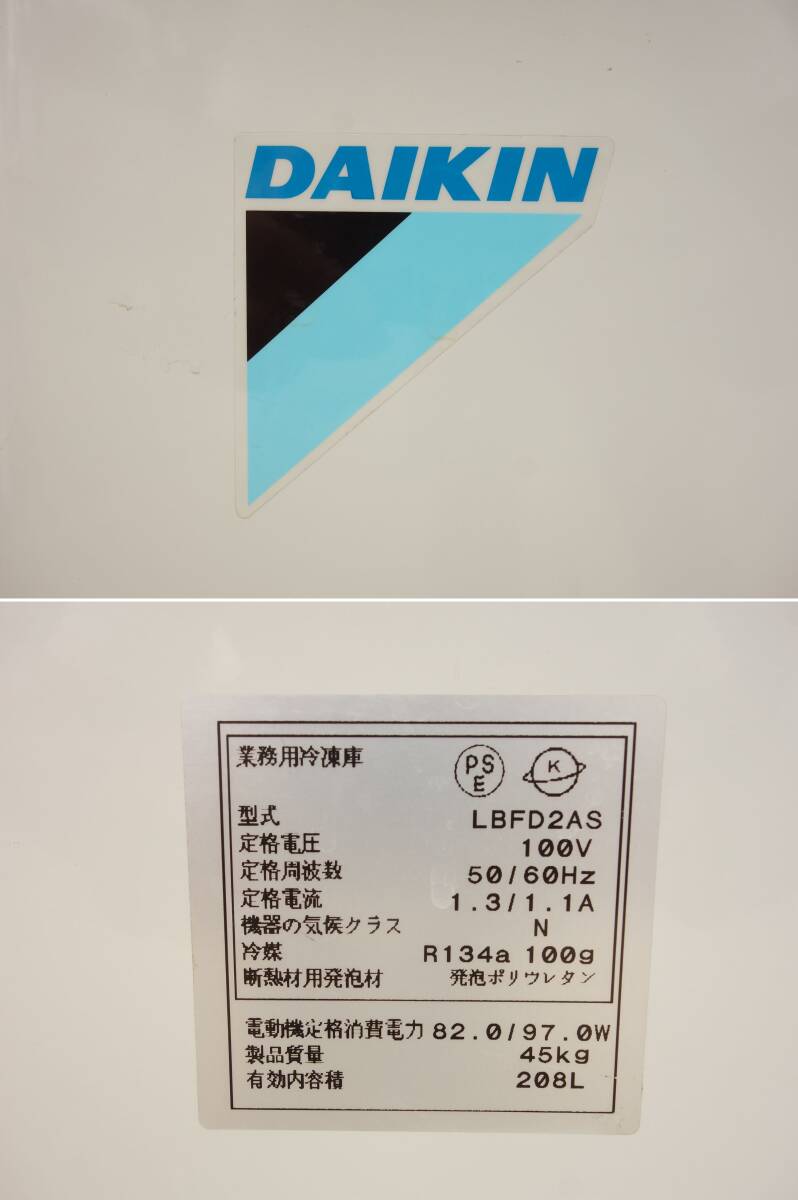 DAIKIN
業務用冷凍庫
PS
E
K
型式 LBFD2AS
定格電圧 100V
定格周波数 50/60Hz
定格電流 1.3/1.1A
機器の気候クラス N
冷媒 R134a 100g
断熱材用発泡材 発泡ポリウレタン
電動機定格消費電力 82.0/97.0W
製品質量 45kg
有効内容積 208L